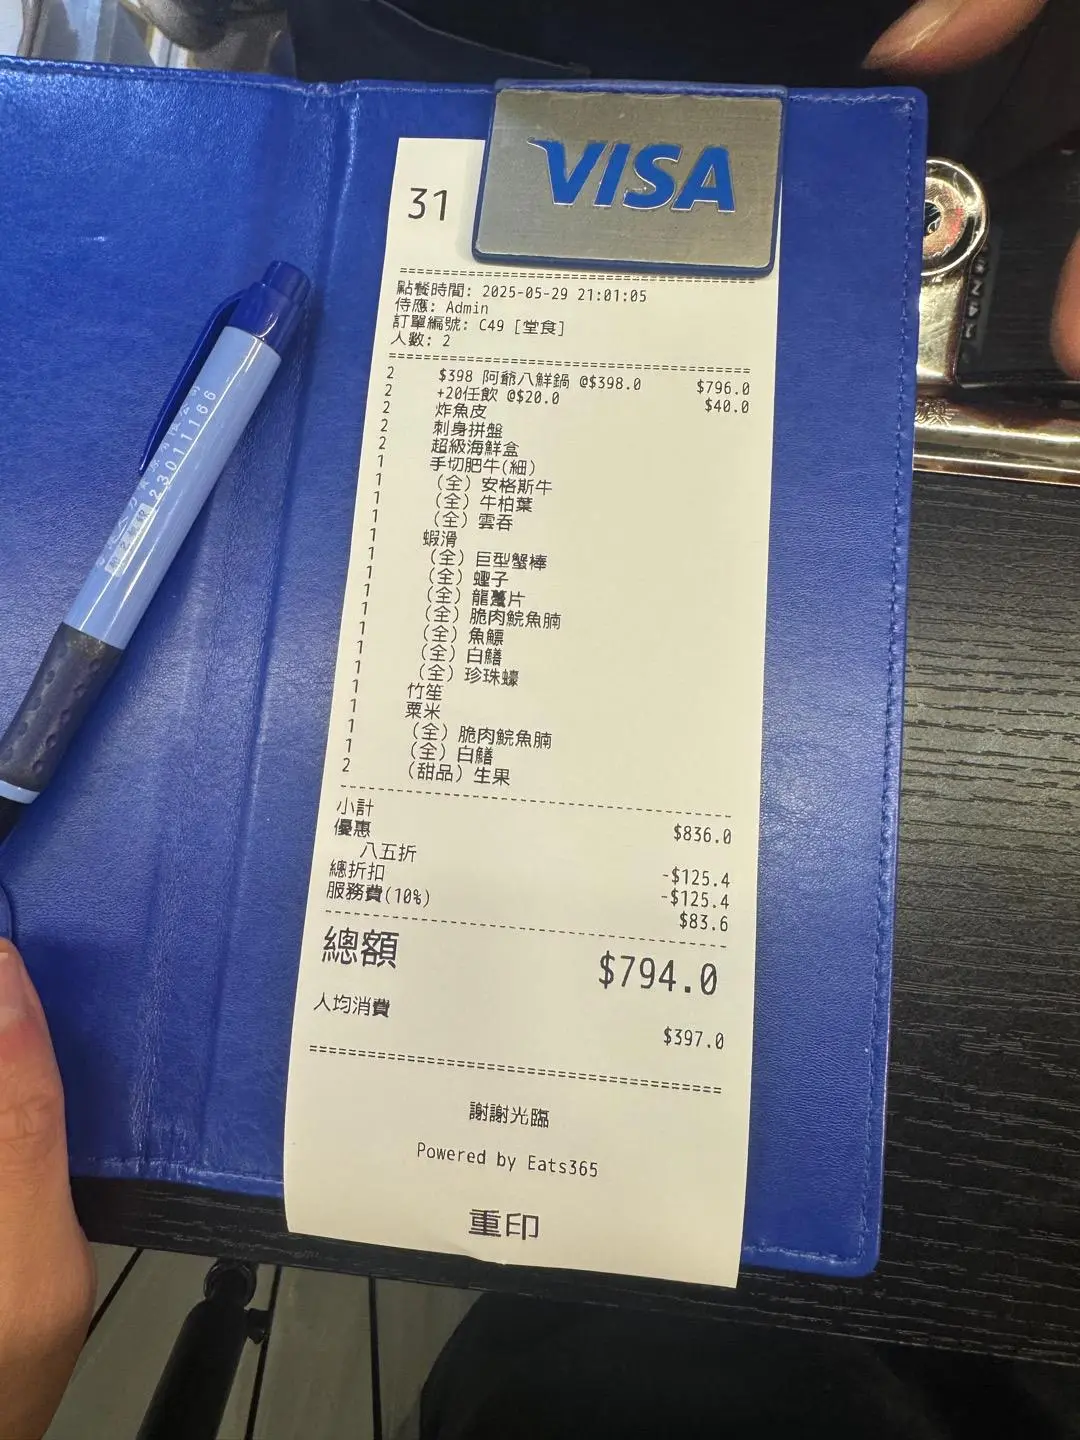 VISA
31
點餐時間: 2025-05-29 21:01:05
侍應: Admin
訂單編號: C49 [堂食]
人數: 2
2 $398 阿爺八鮮鍋 @$398.0 $796.0
2 +20任飲 @$20.0 $40.0
2 炸魚皮
2 刺身拼盤
2 超級海鮮盒
1 手切肥牛(細)
1 (全) 安格斯牛
1 (全) 牛柏葉
1 (全) 雲吞
1 蝦滑
1 (全) 巨型蟹棒
1 (全) 蟶子
1 (全) 龍躉片
1 (全) 脆肉鯇魚腩
1 (全) 魚鰾
1 (全) 白鱔
1 (全) 珍珠蠔
1 竹笙
1 粟米
1 (全) 脆肉鯇魚腩
1 (全) 白鱔
2 (甜品) 生果
小計 $836.0
優惠
八五折 -$125.4
總折扣 -$125.4
服務費(10%) $83.6
總額 $794.0
人均消費 $397.0
謝謝光臨
Powered by Eats365
重印
23011166